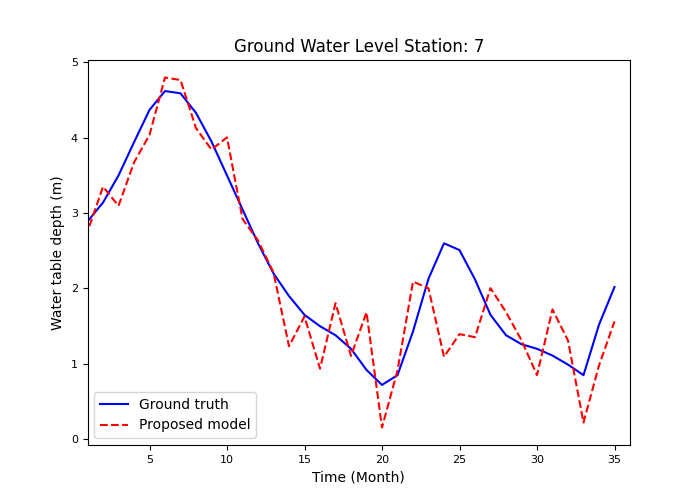 Ground Water Level Station: 7
Water table depth (m)
5
4
3
2
1
0
Ground truth
Proposed model
5 10 15 20 25 30 35
Time (Month)